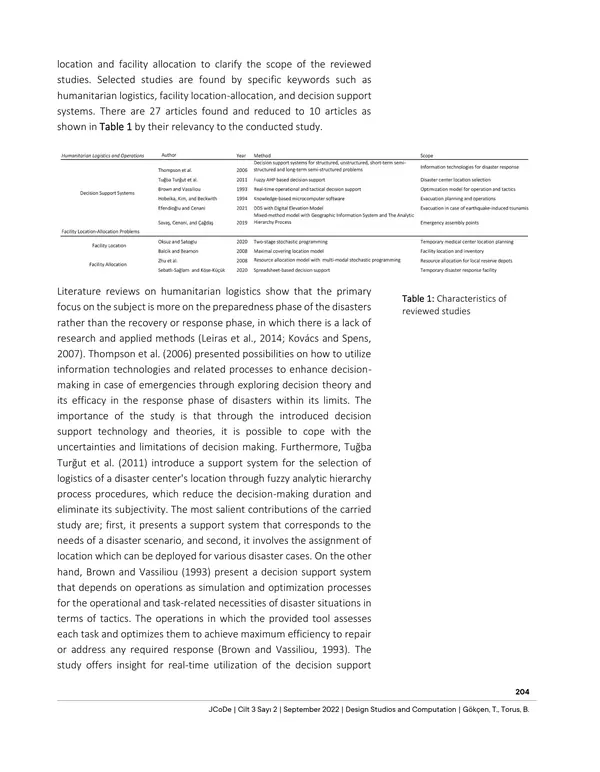 location and facility allocation to clarify the scope of the reviewed
studies. Selected studies are found by specific keywords such as
humanitarian logistics, facility location-allocation, and decision support
systems. There are 27 articles found and reduced to 10 articles as
shown in Table 1 by their relevancy to the conducted study.
Humanitarian Logistics and Operations Author Year Method Scope
Decision Support Systems
Thompson et al. 2006 Decision support systems for structured, unstructured, short-term semi-structured and long-term semi-structured problems Information technologies for disaster response
Tuğba Turğut et al. 2011 Fuzzy AHP based decision support Disaster center location selection
Brown and Vassiliou 1993 Real-time operational and tactical decision support Optimization model for operation and tactics
Hobeika, Kim, and Beckwith 1994 Knowledge-based microcomputer software Evacuation planning and operations
Efendioğlu and Cenani 2021 DDS with Digital Elevation Model Evacuation in case of earthquake-induced tsunamis
Savaş, Cenani, and Çağdaş 2019 Mixed-method model with Geographic Information System and The Analytic Hierarchy Process Emergency assembly points
Facility Location-Allocation Problems
Facility Location
Oksuz and Satoglu 2020 Two-stage stochastic programming Temporary medical center location planning
Balcik and Beamon 2008 Maximal covering location model Facility location and inventory
Facility Allocation
Zhu et al. 2008 Resource allocation model with multi-modal stochastic programming Resource allocation for local reserve depots
Sebatlı-Sağlam and Köse-Küçük 2020 Spreadsheet-based decision-support Temporary disaster response facility
Table 1: Characteristics of
reviewed studies
Literature reviews on humanitarian logistics show that the primary
focus on the subject is more on the preparedness phase of the disasters
rather than the recovery or response phase, in which there is a lack of
research and applied methods (Leiras et al., 2014; Kovács and Spens,
2007). Thompson et al. (2006) presented possibilities on how to utilize
information technologies and related processes to enhance decision-
making in case of emergencies through exploring decision theory and
its efficacy in the response phase of disasters within its limits. The
importance of the study is that through the introduced decision
support technology and theories, it is possible to cope with the
uncertainties and limitations of decision making. Furthermore, Tuğba
Turğut et al. (2011) introduce a support system for the selection of
logistics of a disaster center's location through fuzzy analytic hierarchy
process procedures, which reduce the decision-making duration and
eliminate its subjectivity. The most salient contributions of the carried
study are; first, it presents a support system that corresponds to the
needs of a disaster scenario, and second, it involves the assignment of
location which can be deployed for various disaster cases. On the other
hand, Brown and Vassiliou (1993) present a decision support system
that depends on operations as simulation and optimization processes
for the operational and task-related necessities of disaster situations in
terms of tactics. The operations in which the provided tool assesses
each task and optimizes them to achieve maximum efficiency to repair
or address any required response (Brown and Vassiliou, 1993). The
study offers insight for real-time utilization of the decision support
204
JCoDe | Cilt 3 Sayı 2 | September 2022 | Design Studies and Computation | Gökçen, T., Torus, B.